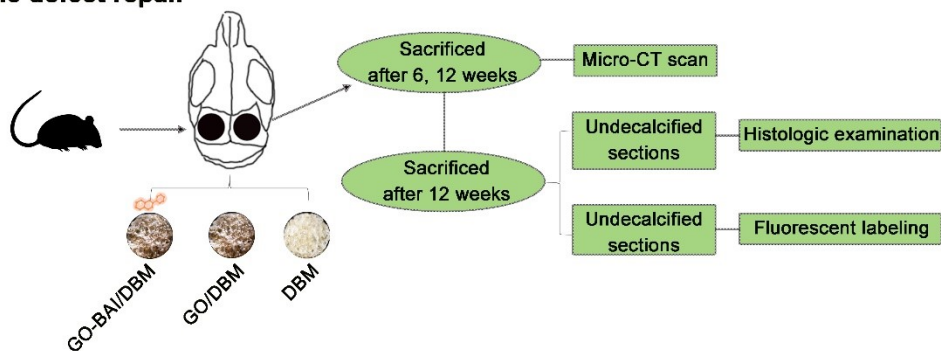 defect repair
Sacrificed
after 6, 12 weeks
Micro-CT scan
Sacrificed
after 12 weeks
Undecalcified
sections
Histologic examination
Undecalcified
sections
Fluorescent labeling
GO-BAI/DBM
GO/DBM
DBM